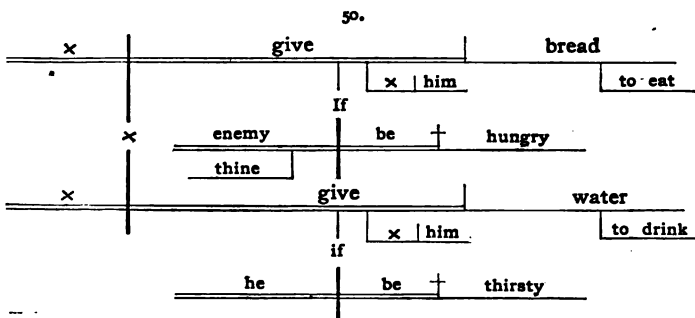 50.
× give bread
× him to eat
If
× enemy be hungry
thine
× give water
× him to drink
if
he be thirsty